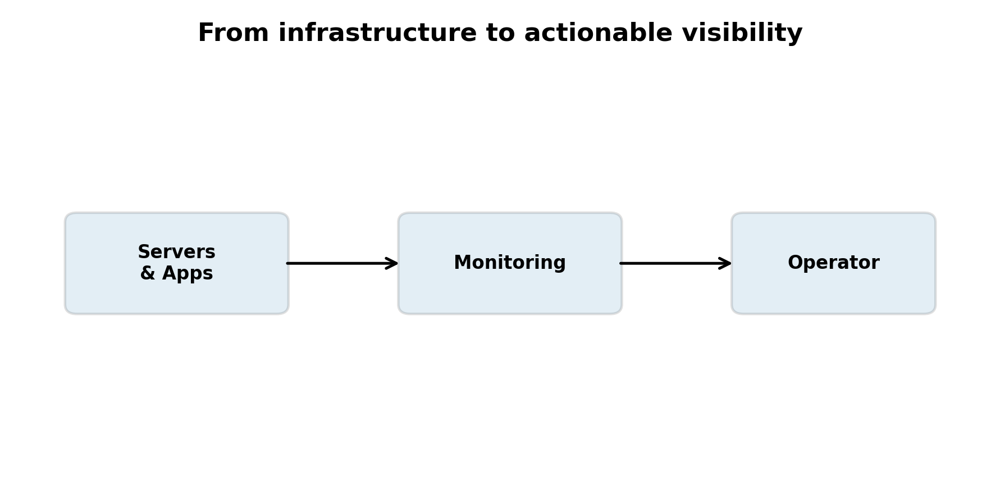 From infrastructure to actionable visibility
Servers
& Apps
Monitoring
Operator